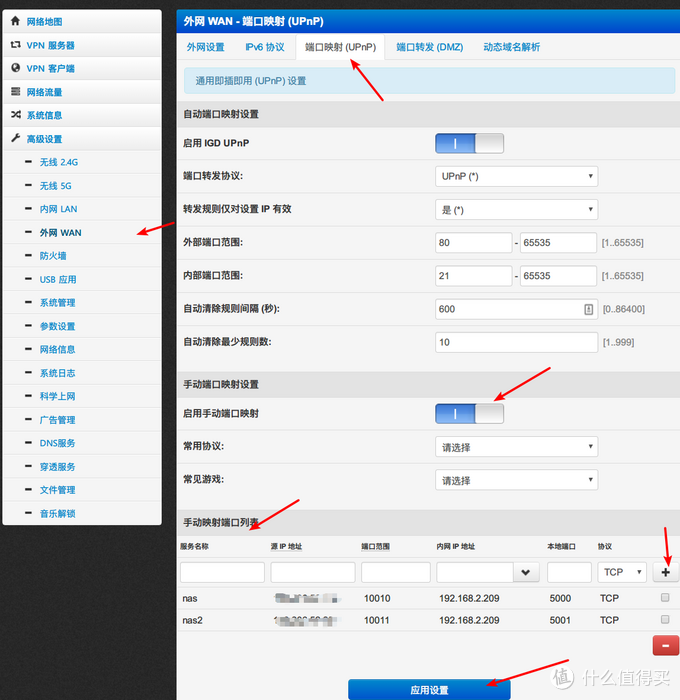 网络地图
VPN 服务器
VPN 客户端
网络流量
系统信息
高级设置
无线 2.4G
无线 5G
内网 LAN
外网 WAN
防火墙
USB 应用
系统管理
参数设置
网络信息
系统日志
科学上网
广告管理
DNS服务
穿透服务
文件管理
音乐解锁
外网 WAN - 端口映射 (UPnP)
外网设置 IPv6 协议 端口映射 (UPnP) 端口转发 (DMZ) 动态域名解析
通用即插即用 (UPnP) 设置
自动端口映射设置
启用 IGD UPnP
端口转发协议: UPnP (*)
转发规则仅对设置 IP 有效 是 (*)
外部端口范围: 80 - 65535 [1..65535]
内部端口范围: 21 - 65535 [1..65535]
自动清除规则间隔 (秒): 600 [0..86400]
自动清除最少规则数: 10 [1..999]
手动端口映射设置
启用手动端口映射
常用协议: 请选择
常见游戏: 请选择
手动映射端口列表
服务名称 源 IP 地址 端口范围 内网 IP 地址 本地端口 协议
TCP +
nas 10010 192.168.2.209 5000 TCP
nas2 10011 192.168.2.209 5001 TCP
应用设置
值 什么值得买